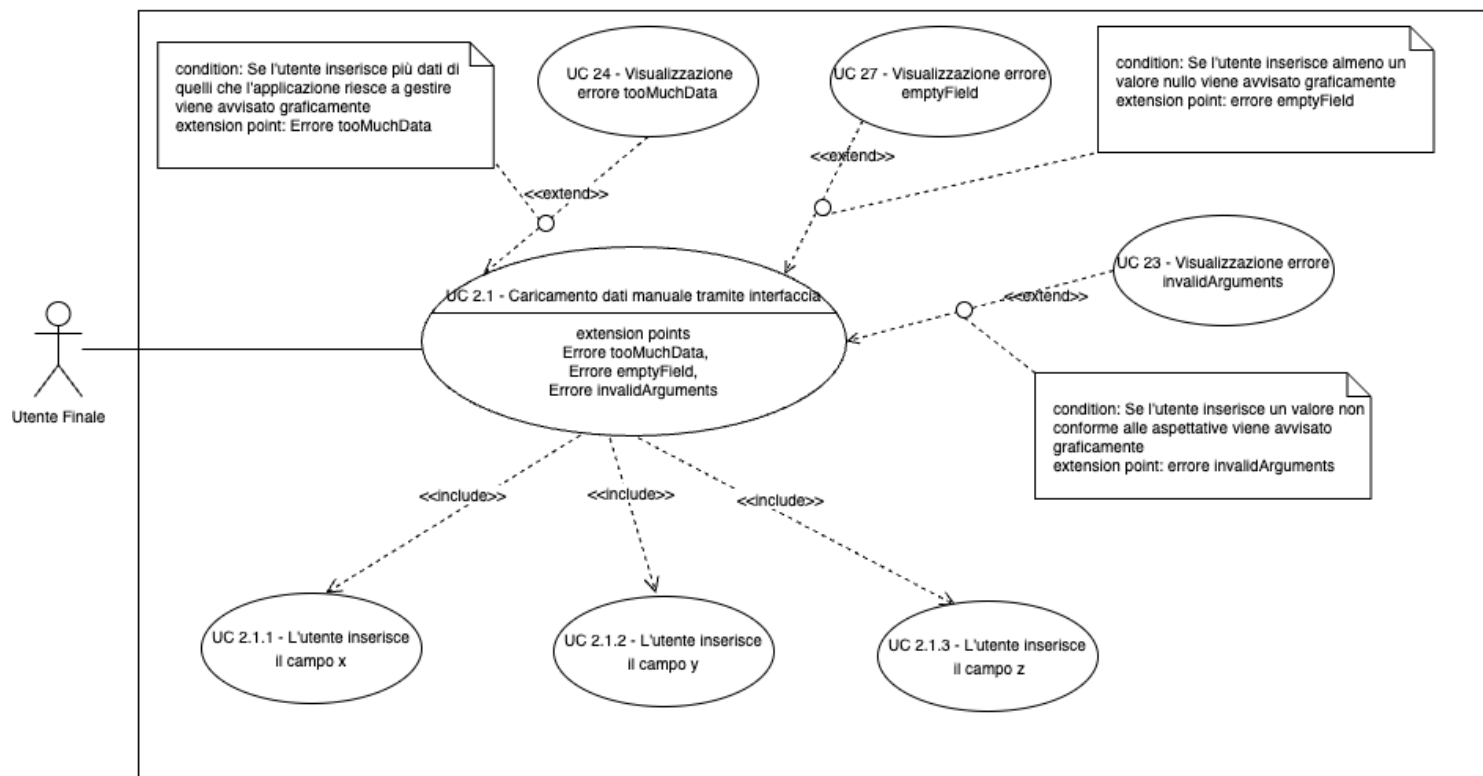 condition: Se l'utente inserisce più dati di
quelli che l'applicazione riesce a gestire
viene avvisato graficamente
extension point: Errore tooMuchData
UC 24 - Visualizzazione
errore tooMuchData
UC 27 - Visualizzazione errore
emptyField
condition: Se l'utente inserisce almeno un
valore nullo viene avvisato graficamente
extension point: errore emptyField
<<extend>>
<<extend>>
UC 23 - Visualizzazione errore
invalidArguments
<<extend>>
UC 2.1 - Caricamento dati manuale tramite interfaccia
extension points
Errore tooMuchData,
Errore emptyField,
Errore invalidArguments
Utente Finale
condition: Se l'utente inserisce un valore non
conforme alle aspettative viene avvisato
graficamente
extension point: errore invalidArguments
<<include>>
<<include>>
<<include>>
UC 2.1.1 - L'utente inserisce
il campo x
UC 2.1.2 - L'utente inserisce
il campo y
UC 2.1.3 - L'utente inserisce
il campo z